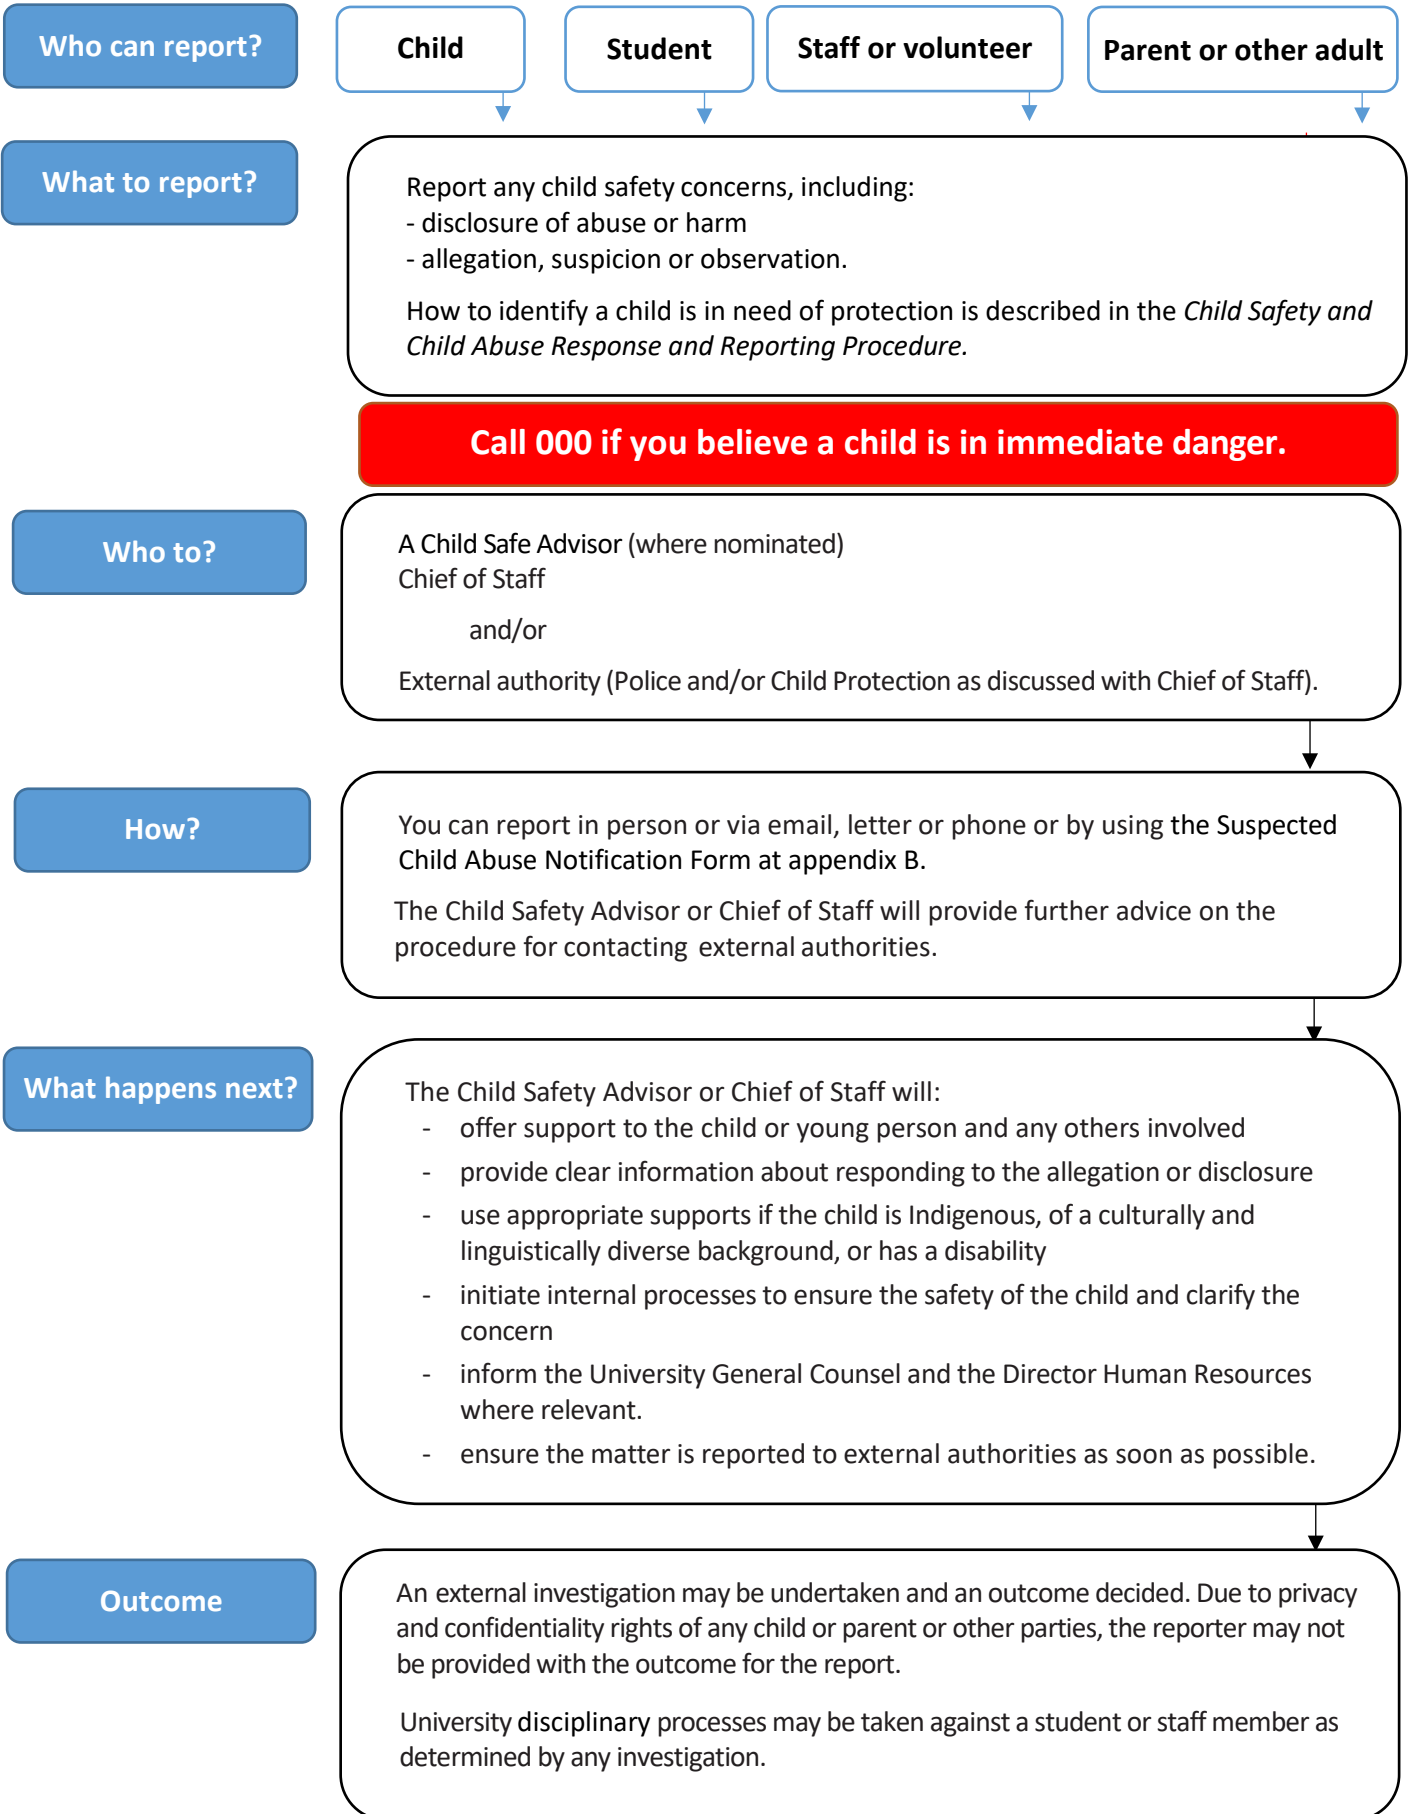 Who can report?
Child
Student
Staff or volunteer
Parent or other adult
What to report?
Report any child safety concerns, including:
- disclosure of abuse or harm
- allegation, suspicion or observation.
How to identify a child is in need of protection is described in the Child Safety and
Child Abuse Response and Reporting Procedure.
Call 000 if you believe a child is in immediate danger.
Who to?
A Child Safe Advisor (where nominated)
Chief of Staff
and/or
External authority (Police and/or Child Protection as discussed with Chief of Staff).
How?
You can report in person or via email, letter or phone or by using the Suspected
Child Abuse Notification Form at appendix B.
The Child Safety Advisor or Chief of Staff will provide further advice on the
procedure for contacting external authorities.
What happens next?
The Child Safety Advisor or Chief of Staff will:
- offer support to the child or young person and any others involved
- provide clear information about responding to the allegation or disclosure
- use appropriate supports if the child is Indigenous, of a culturally and
linguistically diverse background, or has a disability
- initiate internal processes to ensure the safety of the child and clarify the
concern
- inform the University General Counsel and the Director Human Resources
where relevant.
- ensure the matter is reported to external authorities as soon as possible.
Outcome
An external investigation may be undertaken and an outcome decided. Due to privacy
and confidentiality rights of any child or parent or other parties, the reporter may not
be provided with the outcome for the report.
University disciplinary processes may be taken against a student or staff member as
determined by any investigation.